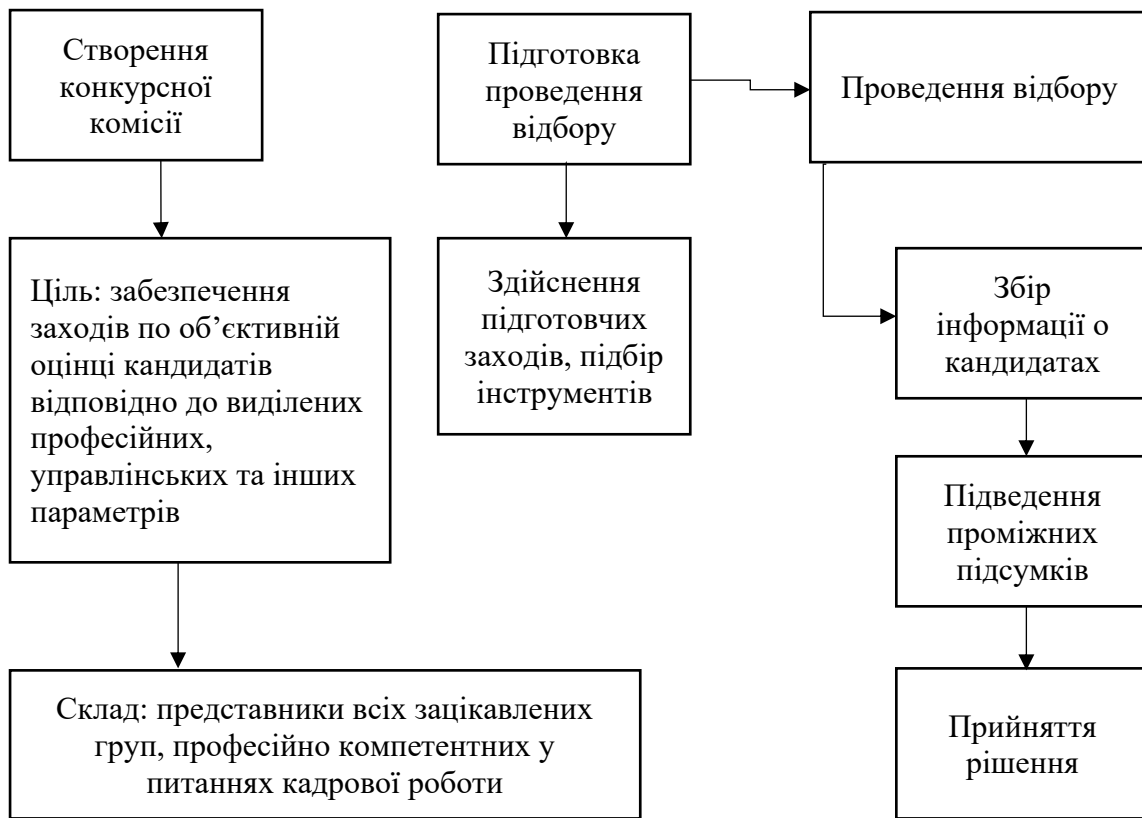 Створення
конкурсної
комісії
Підготовка
проведення
відбору
Проведення відбору
Ціль: забезпечення
заходів по об’єктивній
оцінці кандидатів
відповідно до виділених
професійних,
управлінських та інших
параметрів
Здійснення
підготовчих
заходів, підбір
інструментів
Збір
інформації о
кандидатах
Підведення
проміжних
підсумків
Склад: представники всіх зацікавлених
груп, професійно компетентних у
питаннях кадрової роботи
Прийняття
рішення